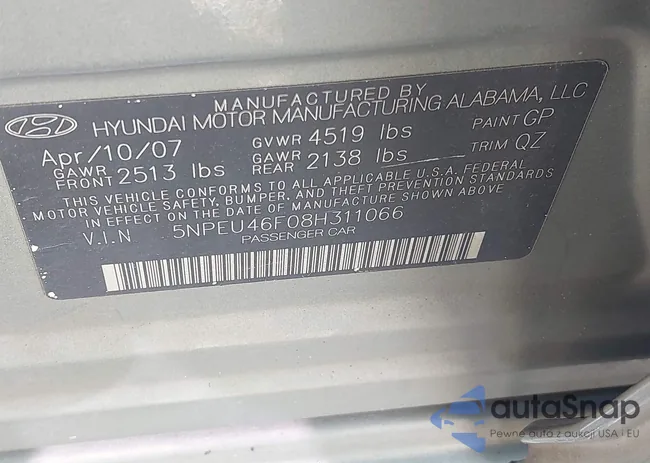 MANUFACTURED BY
HYUNDAI MOTOR MANUFACTURING ALABAMA, LLC
Apr/10/07 GVWR 4519 lbs PAINT GP
GAWR FRONT 2513 lbs GAWR REAR 2138 lbs TRIM QZ
THIS VEHICLE CONFORMS TO ALL APPLICABLE U.S.A. FEDERAL
MOTOR VEHICLE SAFETY, BUMPER, AND THEFT PREVENTION STANDARDS
IN EFFECT ON THE DATE OF MANUFACTURE SHOWN ABOVE
V.I.N 5NPEU46F08H311066
PASSENGER CAR
autaSnap
Pewne auta z aukcji USA i EU